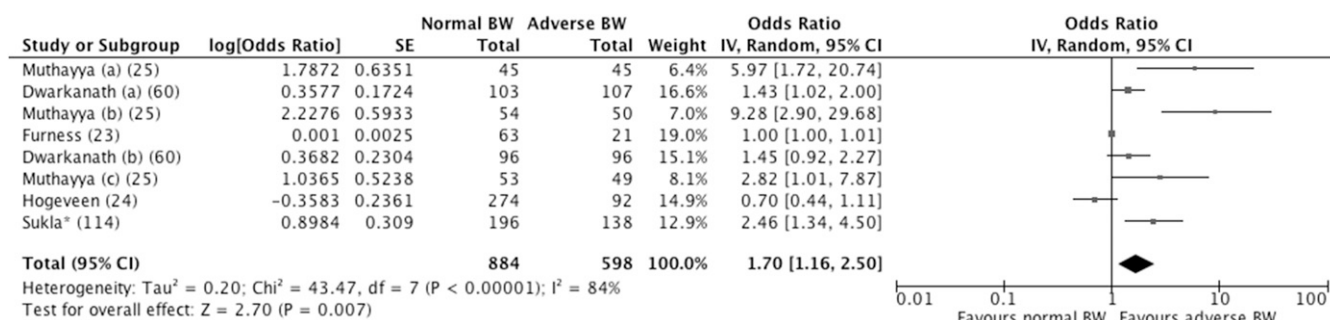 Normal BW Adverse BW Odds Ratio Odds Ratio
Study or Subgroup log[Odds Ratio] SE Total Total Weight IV, Random, 95% CI IV, Random, 95% CI
Muthayya (a) (25) 1.7872 0.6351 45 45 6.4% 5.97 [1.72, 20.74]
Dwarkanath (a) (60) 0.3577 0.1724 103 107 16.6% 1.43 [1.02, 2.00]
Muthayya (b) (25) 2.2276 0.5933 54 50 7.0% 9.28 [2.90, 29.68]
Furness (23) 0.001 0.0025 63 21 19.0% 1.00 [1.00, 1.01]
Dwarkanath (b) (60) 0.3682 0.2304 96 96 15.1% 1.45 [0.92, 2.27]
Muthayya (c) (25) 1.0365 0.5238 53 49 8.1% 2.82 [1.01, 7.87]
Hogeveen (24) −0.3583 0.2361 274 92 14.9% 0.70 [0.44, 1.11]
Sukla* (114) 0.8984 0.309 196 138 12.9% 2.46 [1.34, 4.50]
Total (95% CI) 884 598 100.0% 1.70 [1.16, 2.50]
Heterogeneity: Tau² = 0.20; Chi² = 43.47, df = 7 (P < 0.00001); I² = 84%
Test for overall effect: Z = 2.70 (P = 0.007)
0.01 0.1 1 10 100
Favours normal BW Favours adverse BW